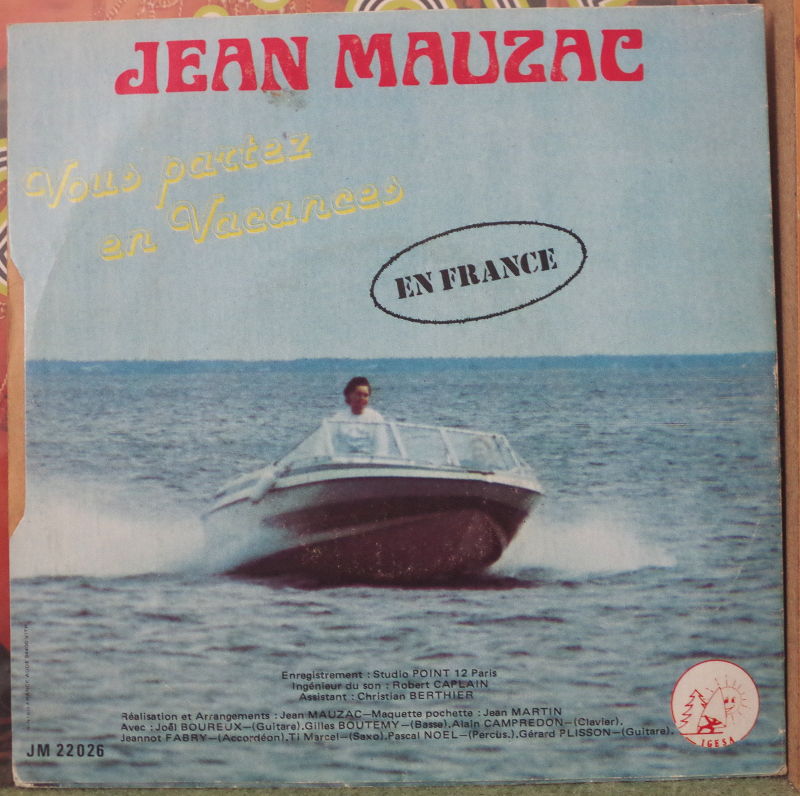 JEAN MAUZAC
Vous partez
en Vacances
EN FRANCE
Enregistrement : Studio POINT 12 Paris
Ingénieur du son : Robert CAPLAIN
Assistant : Christian BERTHIER
Réalisation et Arrangements : Jean MAUZAC—Maquette pochette : Jean MARTIN
Avec : Joël BOUREUX—(Guitare).Gilles BOUTEMY—(Basse).Alain CAMPREDON—(Clavier).
Jeannot FABRY—(Accordéon).Ti Marcel—(Saxo).Pascal NOEL—(Percus.).Gérard PLISSON—(Guitare).
IGESA
JM 22026